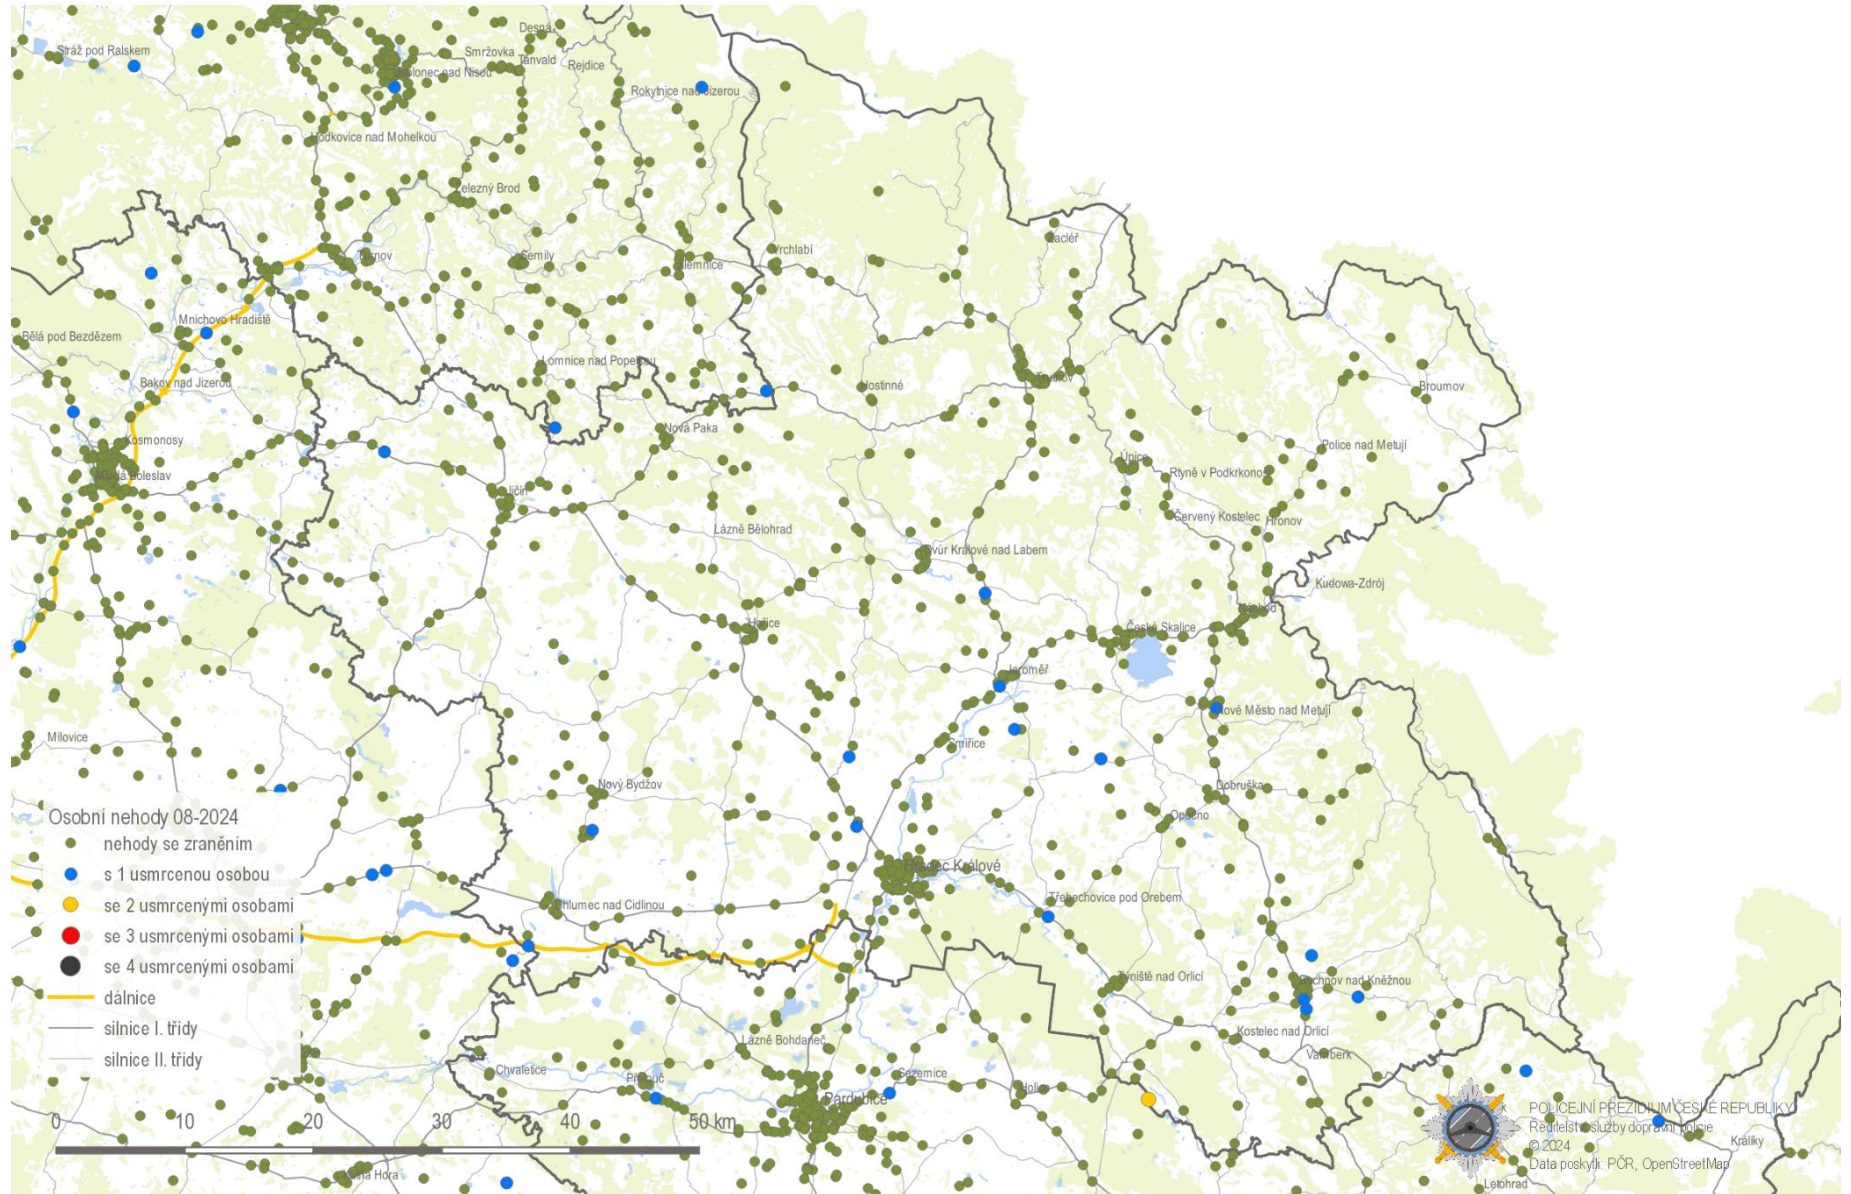 Desná
Stráž pod Ralskem
Smržovka
Tanvald
Rejdice
Jablonec nad Nisou
Rokytnice nad Jizerou
Hodkovice nad Mohelkou
Železný Brod
Žacléř
Turnov
Semily
Vrchlabí
Jilemnice
Mnichovo Hradiště
Bělá pod Bezdězem
Lomnice nad Popelkou
Bakov nad Jizerou
Hostinné
Trutnov
Broumov
Kosmonosy
Nová Paka
Police nad Metují
Mladá Boleslav
Úpice
Rtyně v Podkrkonoší
Jičín
Lázně Bělohrad
Červený Kostelec
Hronov
Dvůr Králové nad Labem
Kudowa-Zdrój
Náchod
Hořice
Česká Skalice
Jaroměř
Nové Město nad Metují
Milovice
Smiřice
Nový Bydžov
Dobruška
Opočno
Hradec Králové
Třebechovice pod Orebem
Chlumec nad Cidlinou
Týniště nad Orlicí
Rychnov nad Kněžnou
Kostelec nad Orlicí
Lázně Bohdaneč
Vamberk
Chvaletice
Přelouč
Sezemice
Holice
Pardubice
Králíky
Kutná Hora
Letohrad
Osobní nehody 08-2024
nehody se zraněním
s 1 usmrcenou osobou
se 2 usmrcenými osobami
se 3 usmrcenými osobami
se 4 usmrcenými osobami
dálnice
silnice I. třídy
silnice II. třídy
0 10 20 30 40 50 km
POLICEJNÍ PREZIDIUM ČESKÉ REPUBLIKY
Ředitelství služby dopravní policie
© 2024
Data poskytli: PČR, OpenStreetMap